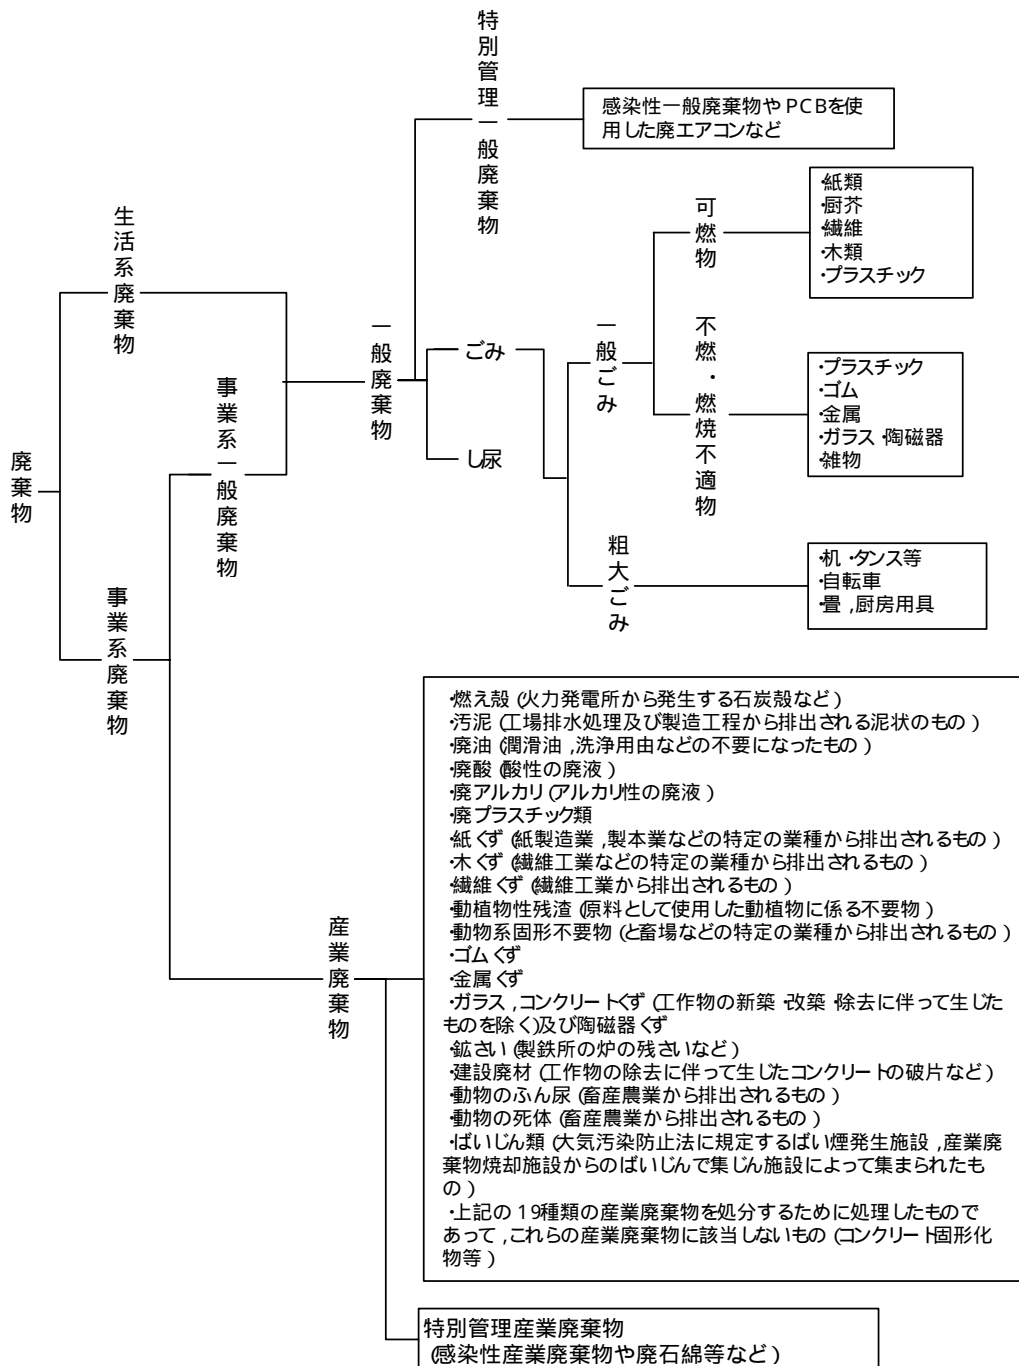 特別管理一般廃棄物
感染性一般廃棄物やPCBを使
用した廃エアコンなど
生活系廃棄物
可燃物
・紙類
・厨芥
・繊維
・木類
・プラスチック
一般廃棄物
ごみ
一般ごみ
不燃・燃焼不適物
・プラスチック
・ゴム
・金属
・ガラス・陶磁器
・雑物
事業系一般廃棄物
し尿
廃棄物
粗大ごみ
・机・タンス等
・自転車
・畳,厨房用具
事業系廃棄物
・燃え殻(火力発電所から発生する石炭殻など)
・汚泥(工場排水処理及び製造工程から排出される泥状のもの)
・廃油(潤滑油,洗浄用由などの不要になったもの)
・廃酸(酸性の廃液)
・廃アルカリ(アルカリ性の廃液)
・廃プラスチック類
・紙くず(紙製造業,製本業などの特定の業種から排出されるもの)
・木くず(繊維工業などの特定の業種から排出されるもの)
・繊維くず(繊維工業から排出されるもの)
・動植物性残渣(原料として使用した動植物に係る不要物)
・動物系固形不要物(と畜場などの特定の業種から排出されるもの)
・ゴムくず
・金属くず
・ガラス,コンクリートくず(工作物の新築・改築・除去に伴って生じた
ものを除く)及び陶磁器くず
・鉱さい(製鉄所の炉の残さいなど)
・建設廃材(工作物の除去に伴って生じたコンクリートの破片など)
・動物のふん尿(畜産農業から排出されるもの)
・動物の死体(畜産農業から排出されるもの)
・ばいじん類(大気汚染防止法に規定するばい煙発生施設,産業廃
棄物焼却施設からのばいじんで集じん施設によって集まられたも
の)
・上記の19種類の産業廃棄物を処分するために処理したもので
あって,これらの産業廃棄物に該当しないもの(コンクリート固形化
物等)
産業廃棄物
特別管理産業廃棄物
(感染性産業廃棄物や廃石綿等など)